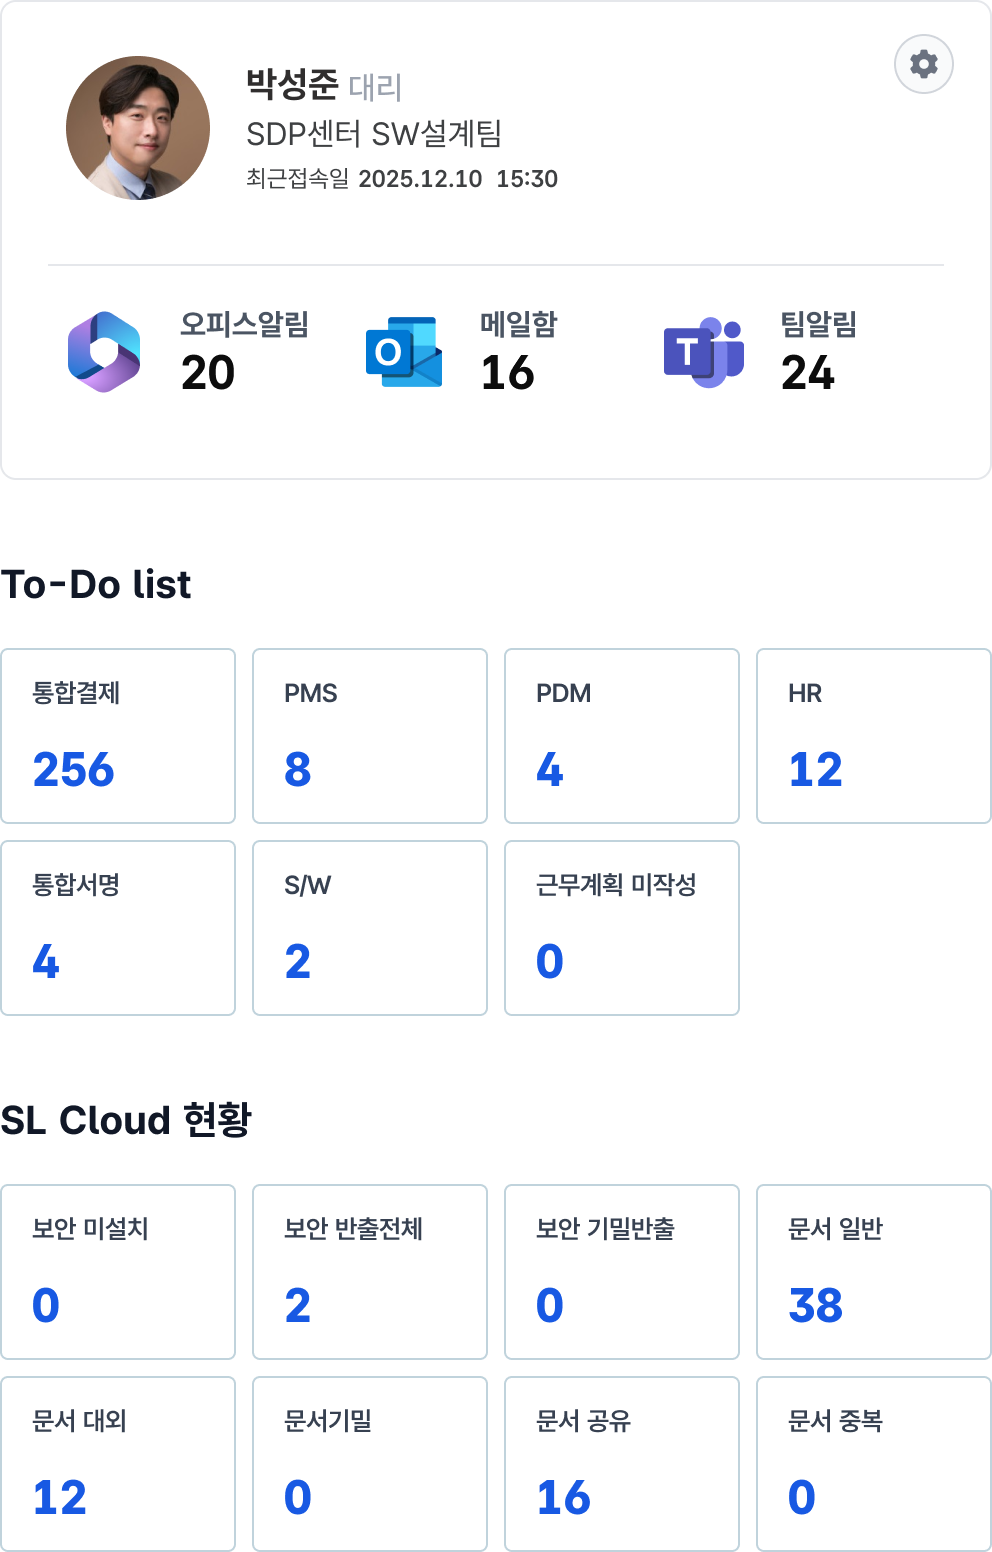 박성준 대리
SDP센터 SW설계팀
최근접속일 2025.12.10 15:30
오피스알림
20
O
메일함
16
T
팀알림
24
To-Do list
통합결제
256
PMS
8
PDM
4
HR
12
통합서명
4
S/W
2
근무계획 미작성
0
SL Cloud 현황
보안 미설치
0
보안 반출전체
2
보안 기밀반출
0
문서 일반
38
문서 대외
12
문서기밀
0
문서 공유
16
문서 중복
0